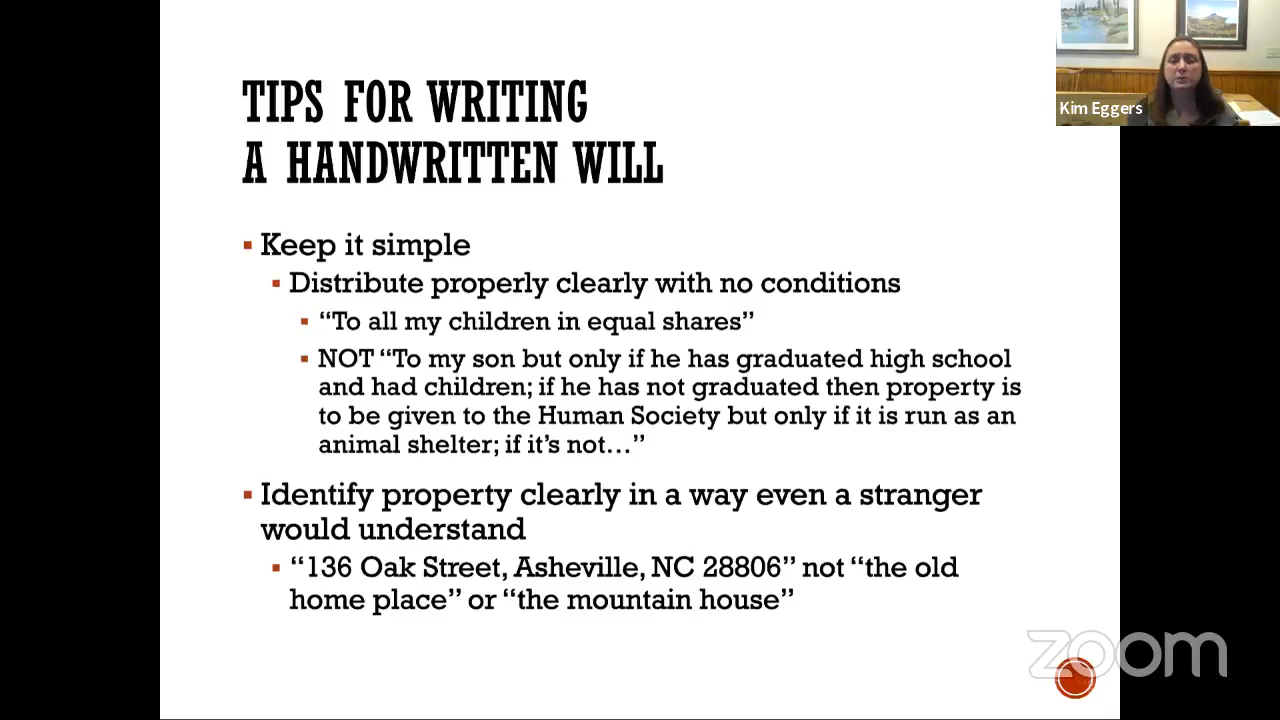 TIPS FOR WRITING
A HANDWRITTEN WILL
Kim Eggers
▪ Keep it simple
▪ Distribute properly clearly with no conditions
▪ “To all my children in equal shares”
▪ NOT “To my son but only if he has graduated high school
and had children; if he has not graduated then property is
to be given to the Human Society but only if it is run as an
animal shelter; if it’s not…”
▪ Identify property clearly in a way even a stranger
would understand
▪ “136 Oak Street, Asheville, NC 28806” not “the old
home place” or “the mountain house”
zoom